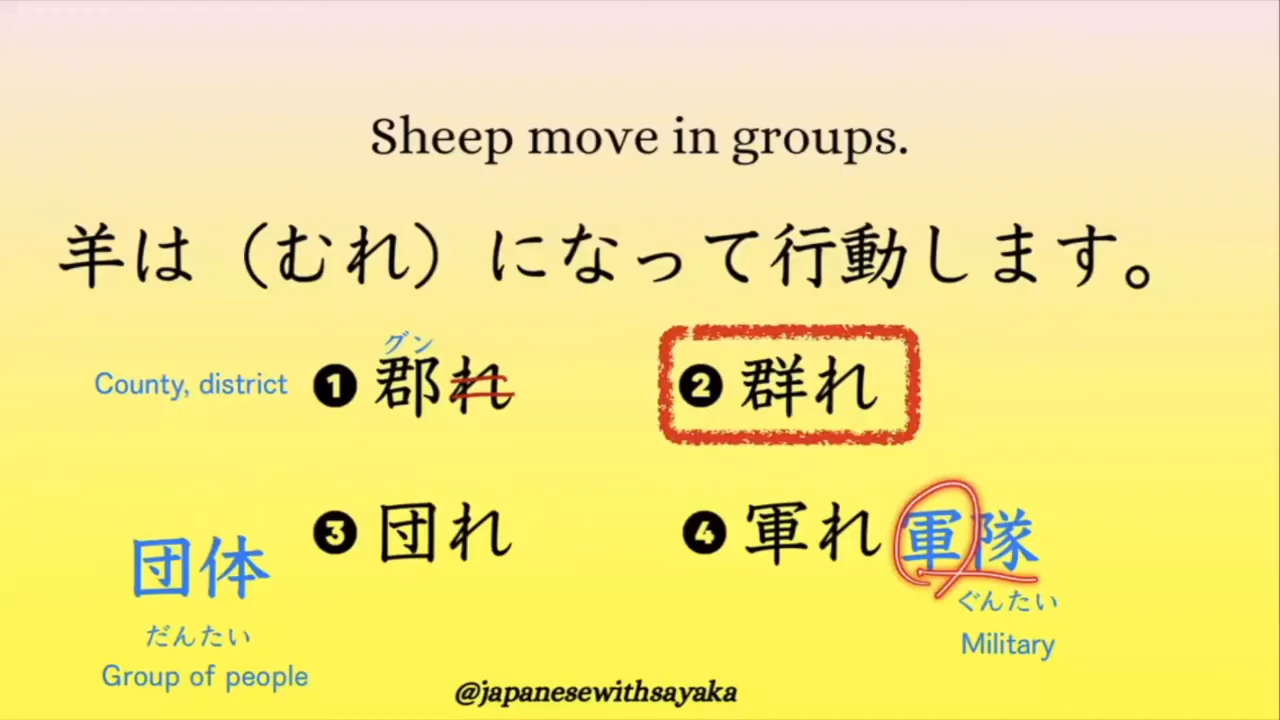 Sheep move in groups.
羊は（むれ）になって行動します。
グン
County, district ❶ 郡れ ❷ 群れ
❸ 団れ ❹ 軍れ 軍隊
団体
ぐんたい
だんたい
Military
Group of people
@japanesewithsayaka